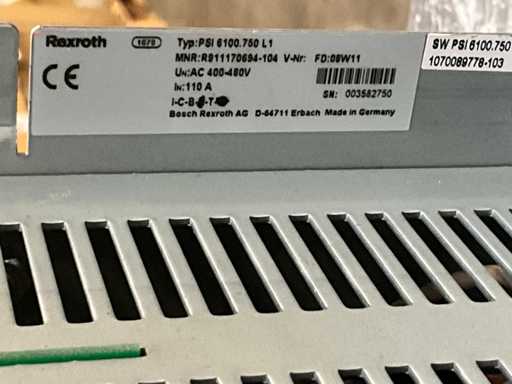 Rexroth
1070
Typ:PSI 6100.750 L1
MNR:R911170694-104 V-Nr: FD:08W11
UN:AC 400-480V
IN:110 A
SN: 003582750
Bosch Rexroth AG D-64711 Erbach Made in Germany
CE
SW PSI 6100.750
1070089778-103